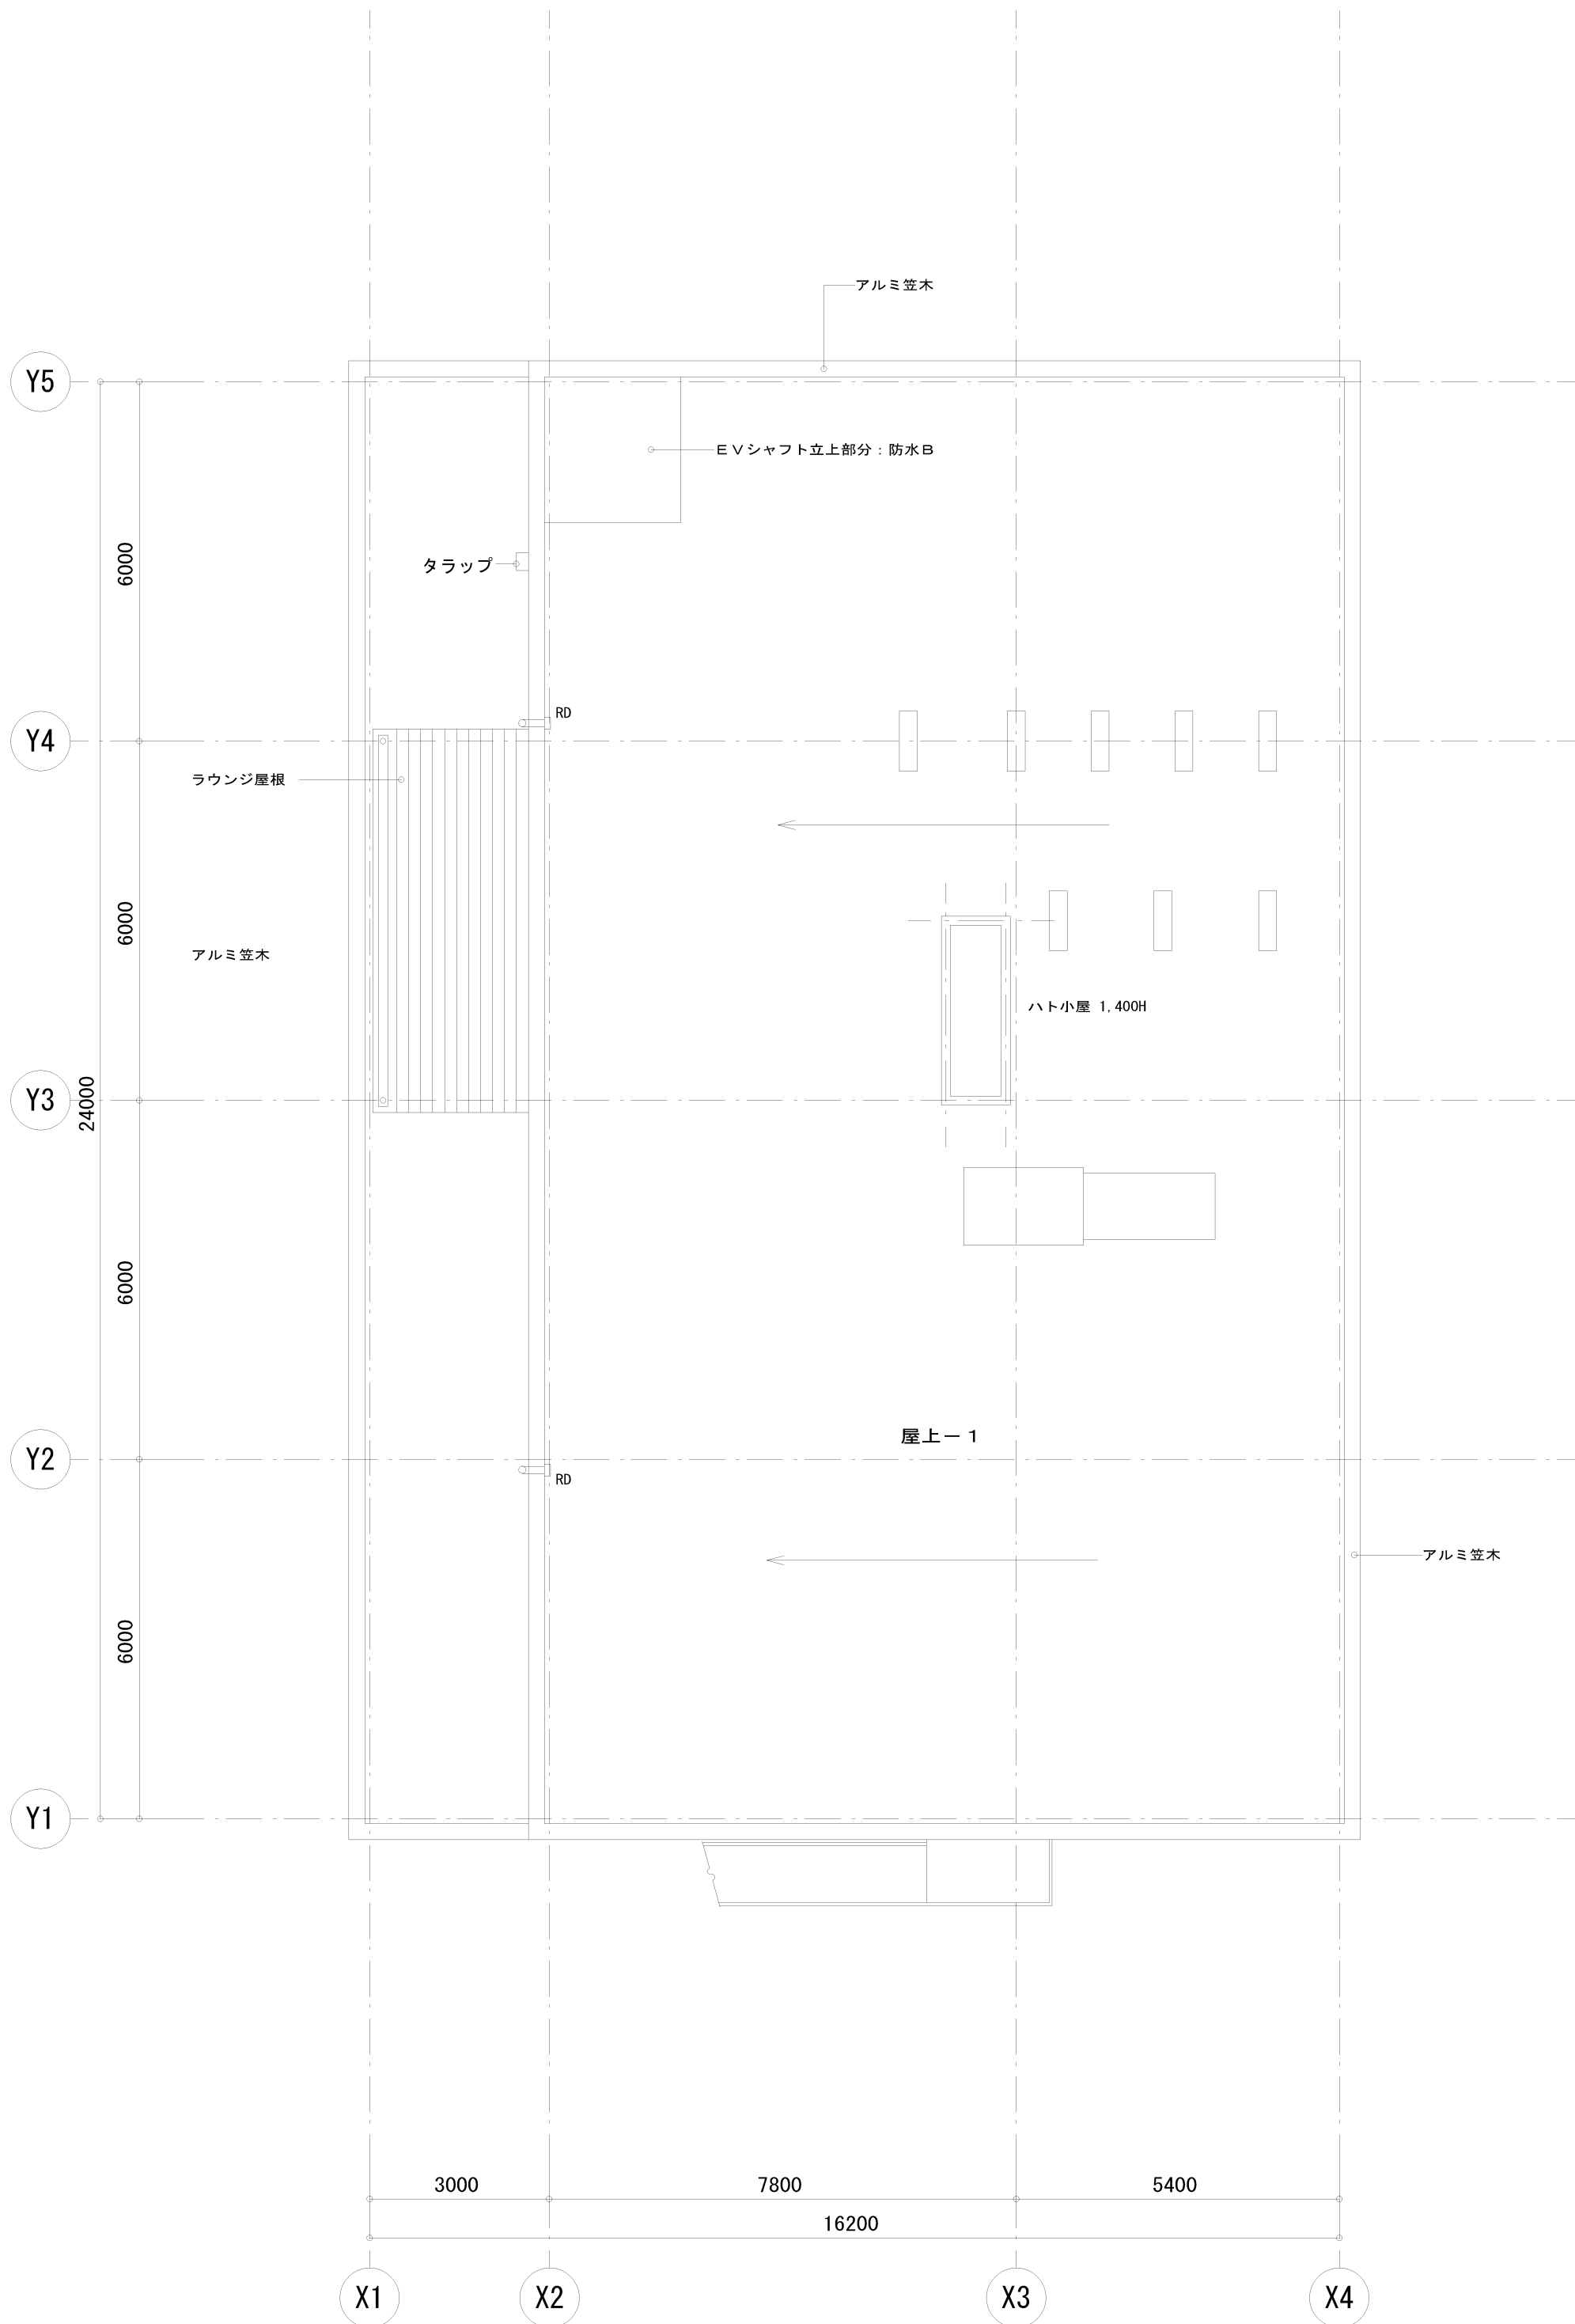 アルミ笠木
Y5
EVシャフト立上部分：防水B
6000
タラップ
RD
Y4
ラウンジ屋根
6000
アルミ笠木
ハト小屋 1,400H
Y3
24000
6000
屋上－1
Y2
RD
アルミ笠木
6000
Y1
3000
7800
5400
16200
X1
X2
X3
X4